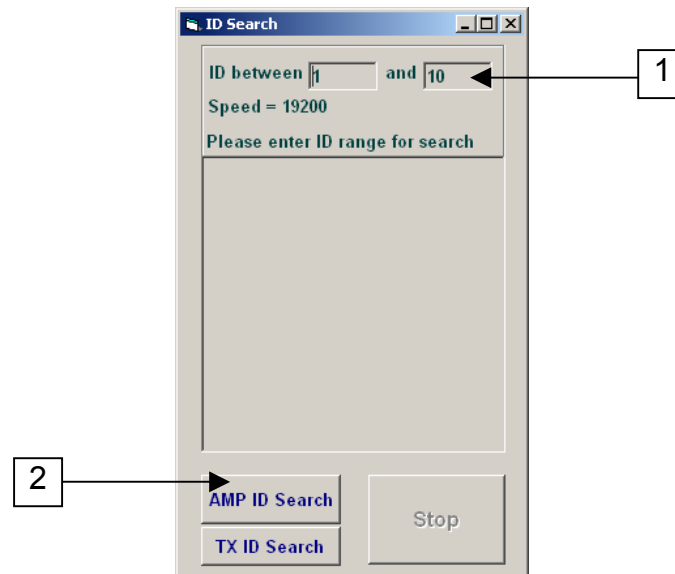 ID Search
ID between 1 and 10
1
Speed = 19200
Please enter ID range for search
2
AMP ID Search
Stop
TX ID Search